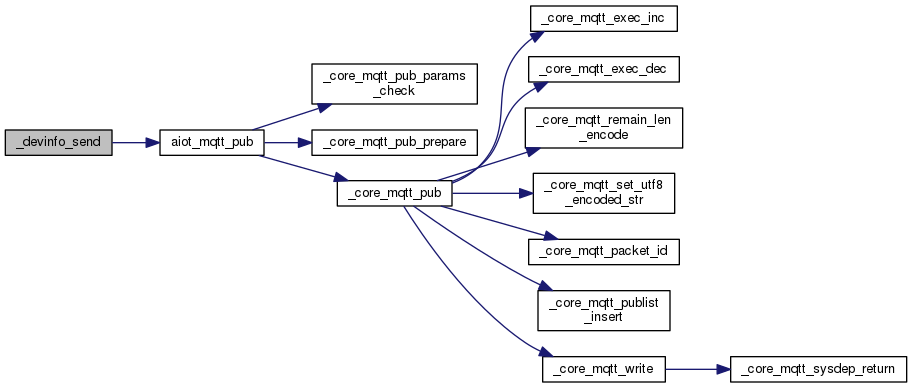 _devinfo_send
aiot_mqtt_pub
_core_mqtt_pub_params
_check
_core_mqtt_pub_prepare
_core_mqtt_pub
_core_mqtt_exec_inc
_core_mqtt_exec_dec
_core_mqtt_remain_len
_encode
_core_mqtt_set_utf8
_encoded_str
_core_mqtt_packet_id
_core_mqtt_publist
_insert
_core_mqtt_write
_core_mqtt_sysdep_return